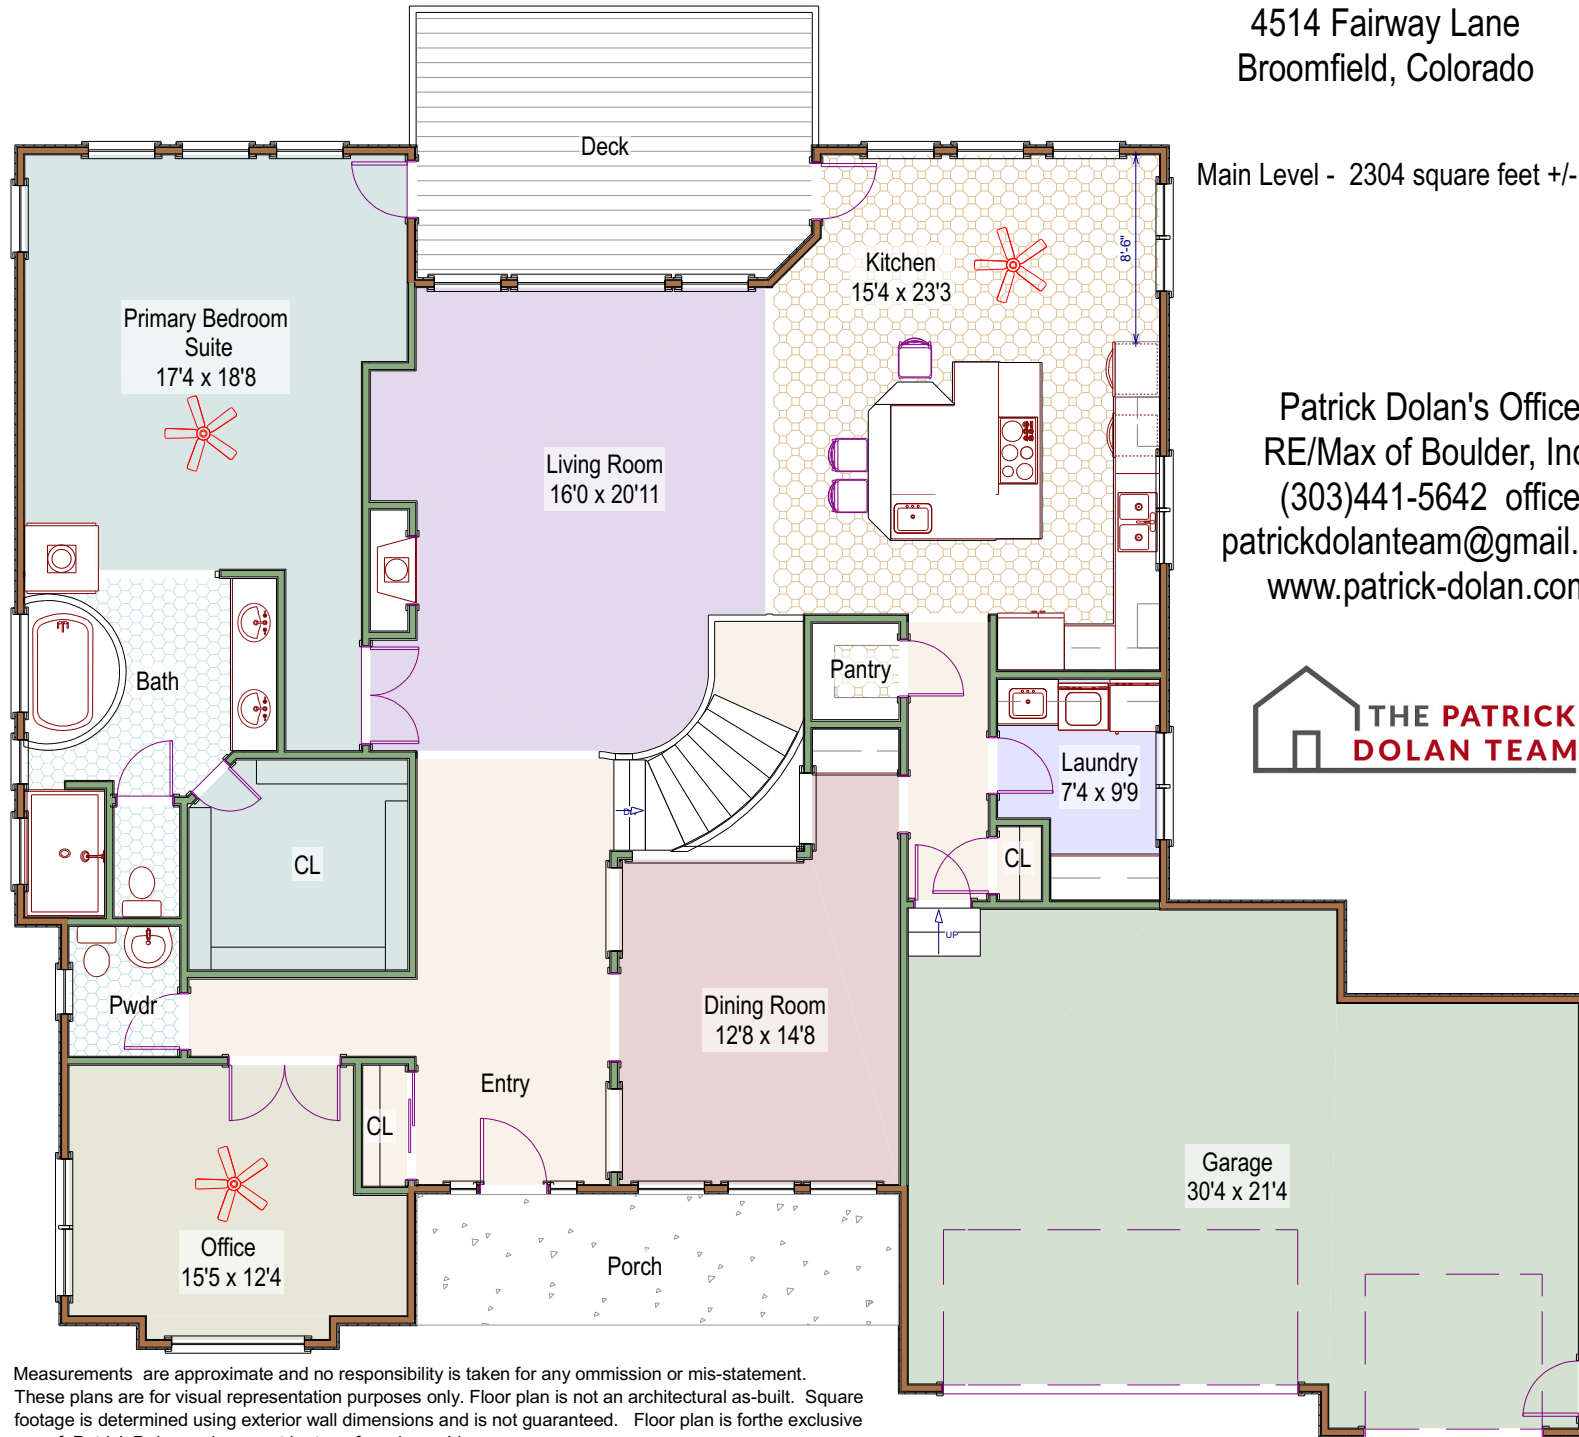 4514 Fairway Lane
Broomfield, Colorado
Main Level - 2304 square feet +/-
Deck
Kitchen
15'4 x 23'3
8'-6"
Primary Bedroom
Suite
17'4 x 18'8
Living Room
16'0 x 20'11
Patrick Dolan's Office
RE/Max of Boulder, Inc
(303)441-5642 office
patrickdolanteam@gmail.
www.patrick-dolan.com
Bath
Pantry
THE PATRICK
DOLAN TEAM
Laundry
7'4 x 9'9
CL
CL
UP
Pwdr
Dining Room
12'8 x 14'8
Entry
CL
Garage
30'4 x 21'4
Office
15'5 x 12'4
Porch
Measurements are approximate and no responsibility is taken for any ommission or mis-statement.
These plans are for visual representation purposes only. Floor plan is not an architectural as-built. Square
footage is determined using exterior wall dimensions and is not guaranteed. Floor plan is forthe exclusive